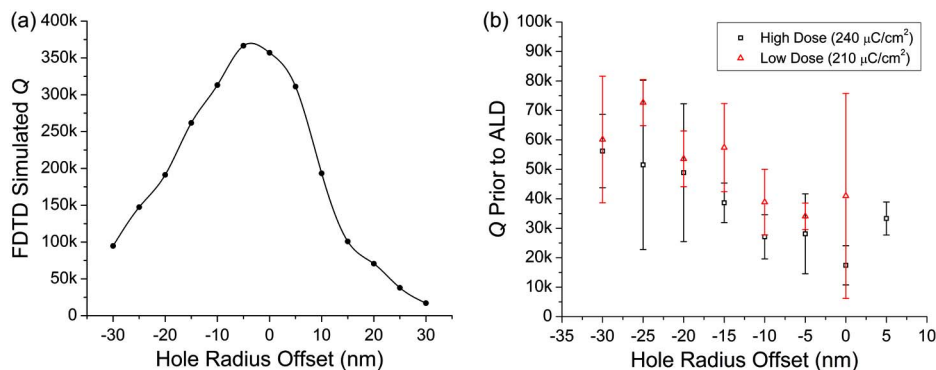 (a)
FDTD Simulated Q
400k
350k
300k
250k
200k
150k
100k
50k
0
-30 -20 -10 0 10 20 30
Hole Radius Offset (nm)
(b)
Q Prior to ALD
100k
90k
80k
70k
60k
50k
40k
30k
20k
10k
0
-35 -30 -25 -20 -15 -10 -5 0 5 10
Hole Radius Offset (nm)
High Dose (240 μC/cm²)
Low Dose (210 μC/cm²)